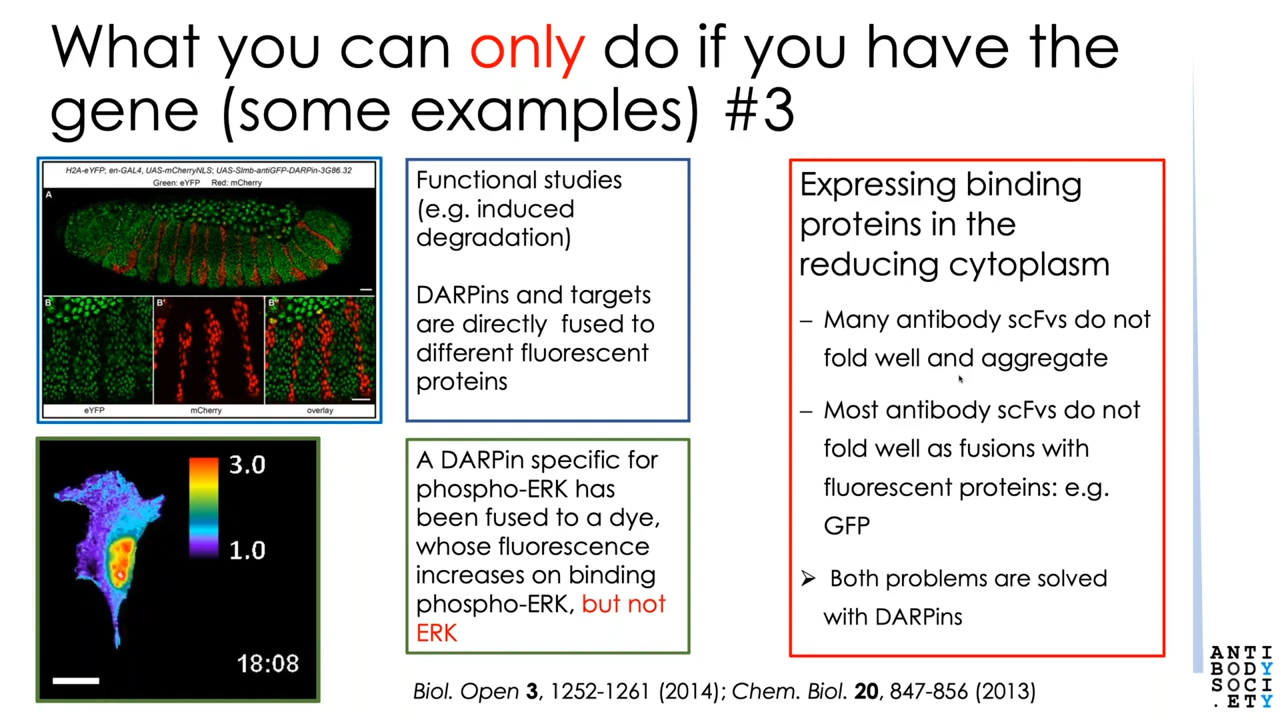 What you can only do if you have the
gene (some examples) #3
H2A-eYFP; en-GAL4, UAS-mCherryNLS; UAS-Slmb-antiGFP-DARPin-3G86.32
Green: eYFP Red: mCherry
A
B
B'
B''
eYFP
mCherry
overlay
Functional studies
(e.g. induced
degradation)
DARPins and targets
are directly fused to
different fluorescent
proteins
3.0
1.0
18:08
A DARPin specific for
phospho-ERK has
been fused to a dye,
whose fluorescence
increases on binding
phospho-ERK, but not
ERK
Expressing binding
proteins in the
reducing cytoplasm
– Many antibody scFvs do not
fold well and aggregate
– Most antibody scFvs do not
fold well as fusions with
fluorescent proteins: e.g.
GFP
➢ Both problems are solved
with DARPins
Biol. Open 3, 1252-1261 (2014); Chem. Biol. 20, 847-856 (2013)
ANTI
BODY
SOCI
.ETY